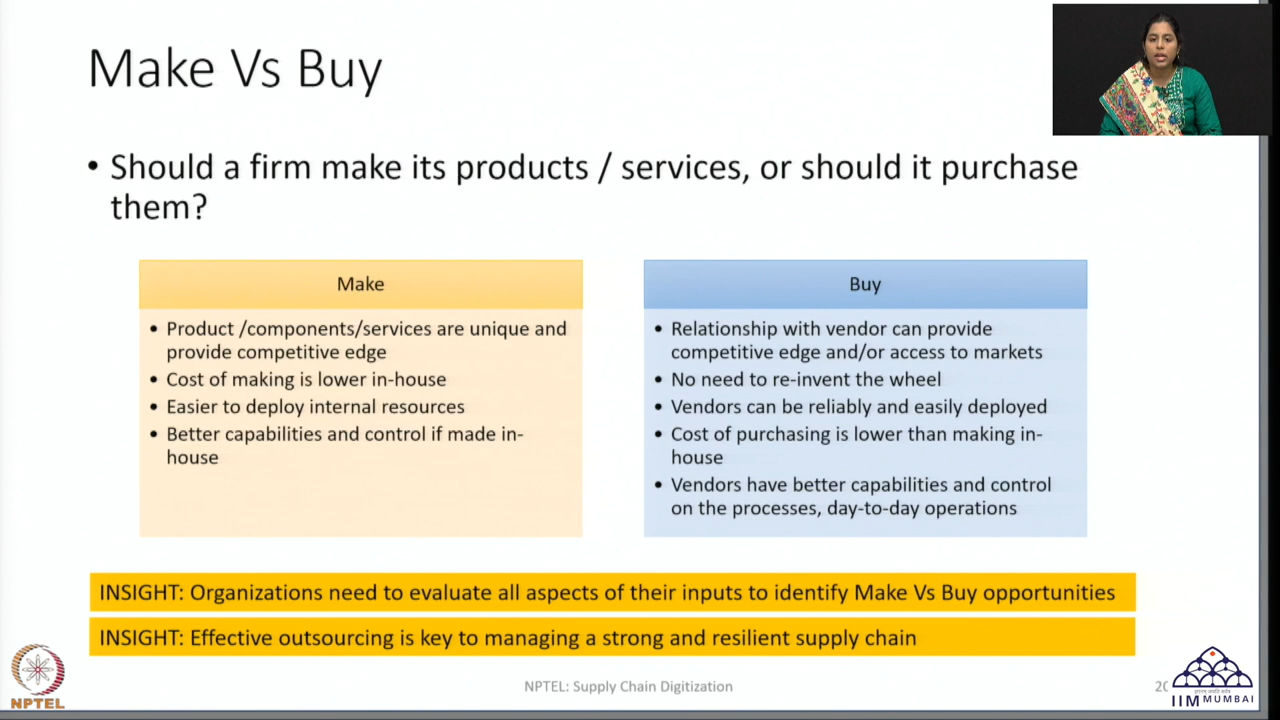 Make Vs Buy
• Should a firm make its products / services, or should it purchase
them?
Make
• Product /components/services are unique and
provide competitive edge
• Cost of making is lower in-house
• Easier to deploy internal resources
• Better capabilities and control if made in-
house
Buy
• Relationship with vendor can provide
competitive edge and/or access to markets
• No need to re-invent the wheel
• Vendors can be reliably and easily deployed
• Cost of purchasing is lower than making in-
house
• Vendors have better capabilities and control
on the processes, day-to-day operations
INSIGHT: Organizations need to evaluate all aspects of their inputs to identify Make Vs Buy opportunities
INSIGHT: Effective outsourcing is key to managing a strong and resilient supply chain
NPTEL
NPTEL: Supply Chain Digitization
IIM MUMBAI